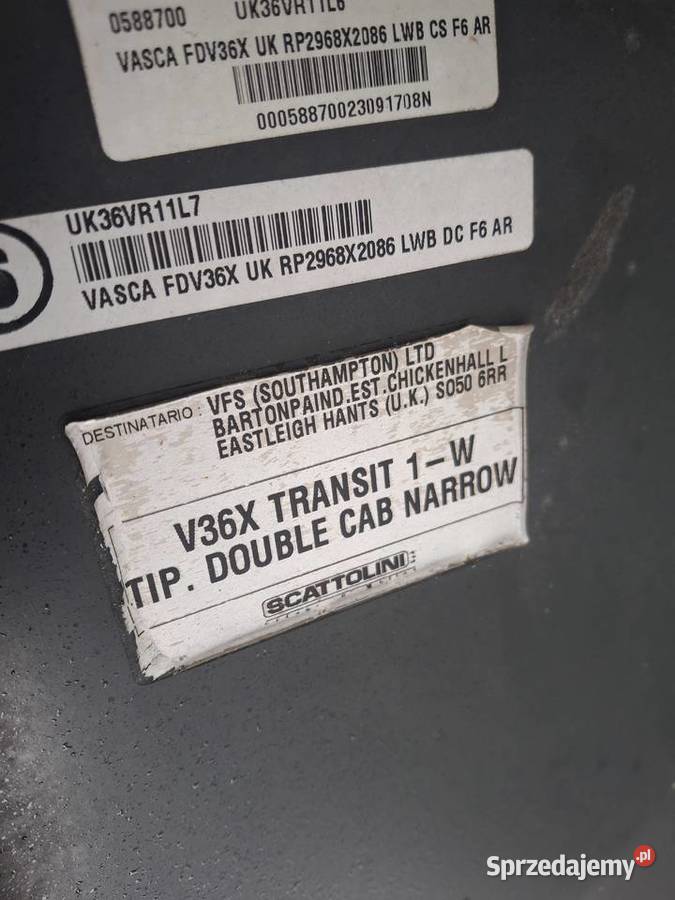 0588700 UK36VR11L6
VASCA FDV36X UK RP2968X2086 LWB CS F6 AR
00058870023091708N
UK36VR11L7
VASCA FDV36X UK RP2968X2086 LWB DC F6 AR
DESTINATARIO : VFS (SOUTHAMPTON) LTD
BARTONPAIND.EST.CHICKENHALL L
EASTLEIGH HANTS (U.K.) SO50 6RR
V36X TRANSIT 1-W
TIP. DOUBLE CAB NARROW
SCATTOLINI
Sprzedajemy.pl